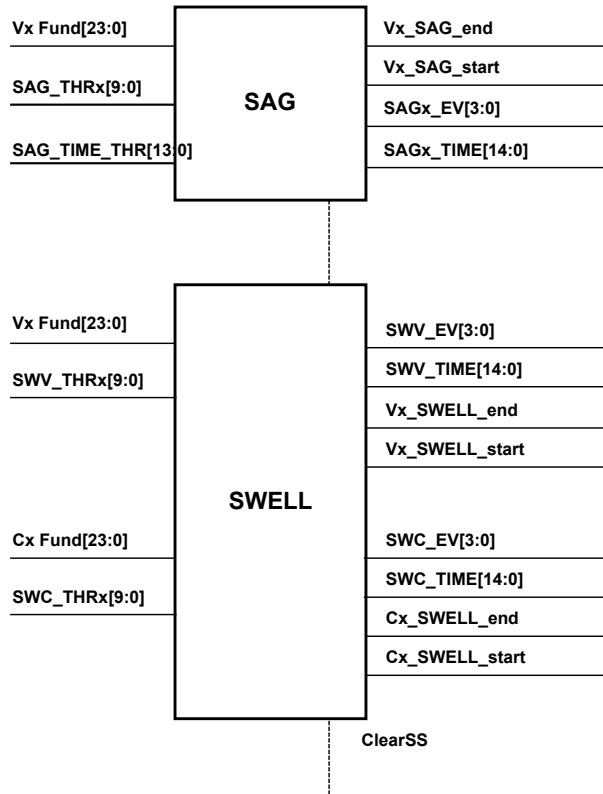 Vx Fund[23:0]
SAG_THRx[9:0]
SAG_TIME_THR[13:0]
SAG
Vx_SAG_end
Vx_SAG_start
SAGx_EV[3:0]
SAGx_TIME[14:0]
Vx Fund[23:0]
SWV_THRx[9:0]
Cx Fund[23:0]
SWC_THRx[9:0]
SWELL
SWV_EV[3:0]
SWV_TIME[14:0]
Vx_SWELL_end
Vx_SWELL_start
SWC_EV[3:0]
SWC_TIME[14:0]
Cx_SWELL_end
Cx_SWELL_start
ClearSS